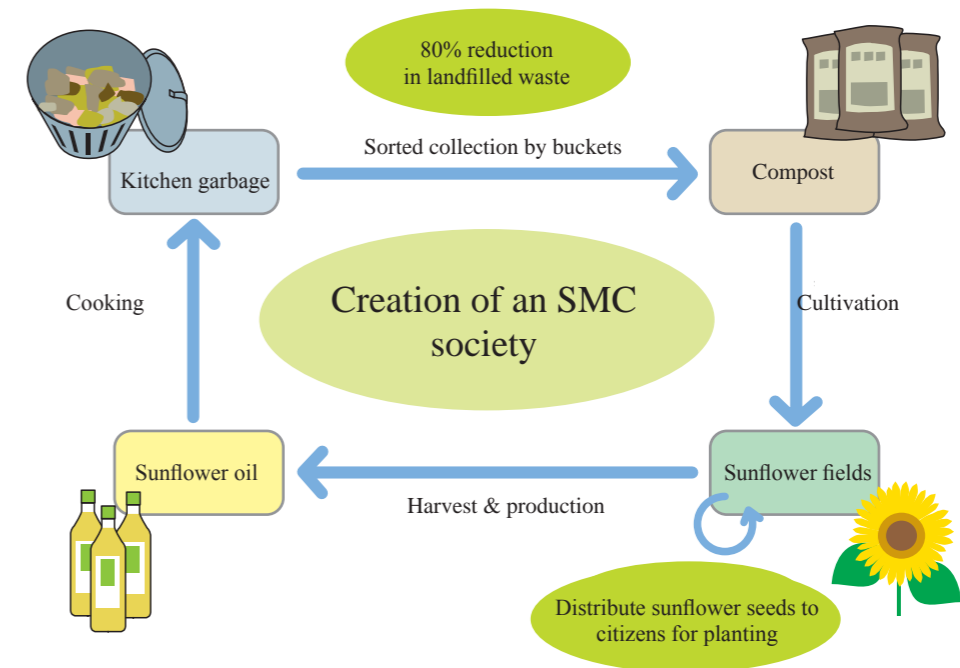 80% reduction
in landfilled waste
Sorted collection by buckets
Kitchen garbage
Compost
Creation of an SMC
society
Cooking
Cultivation
Sunflower oil
Sunflower fields
Harvest & production
Distribute sunflower seeds to
citizens for planting